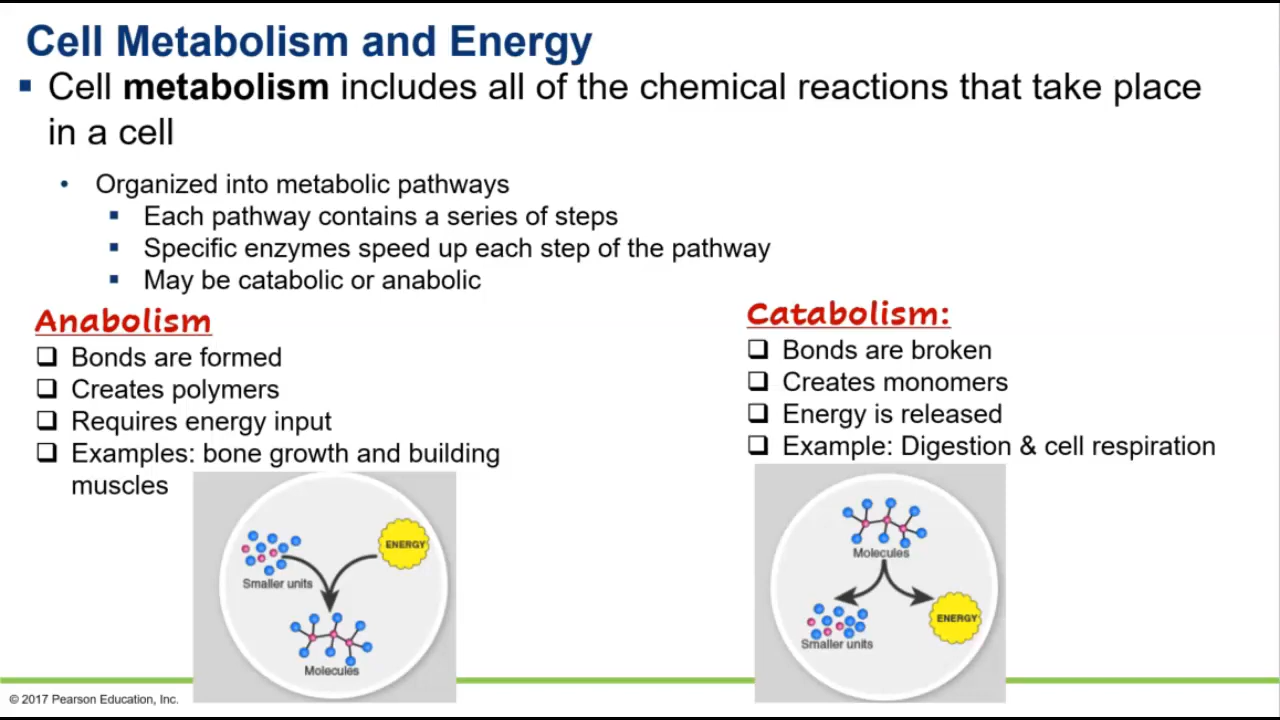 Cell Metabolism and Energy
▪ Cell metabolism includes all of the chemical reactions that take place
in a cell
• Organized into metabolic pathways
▪ Each pathway contains a series of steps
▪ Specific enzymes speed up each step of the pathway
▪ May be catabolic or anabolic
Anabolism
❑ Bonds are formed
❑ Creates polymers
❑ Requires energy input
❑ Examples: bone growth and building
muscles
Smaller units
ENERGY
Molecules
Catabolism:
❑ Bonds are broken
❑ Creates monomers
❑ Energy is released
❑ Example: Digestion & cell respiration
Molecules
Smaller units
ENERGY
© 2017 Pearson Education, Inc.